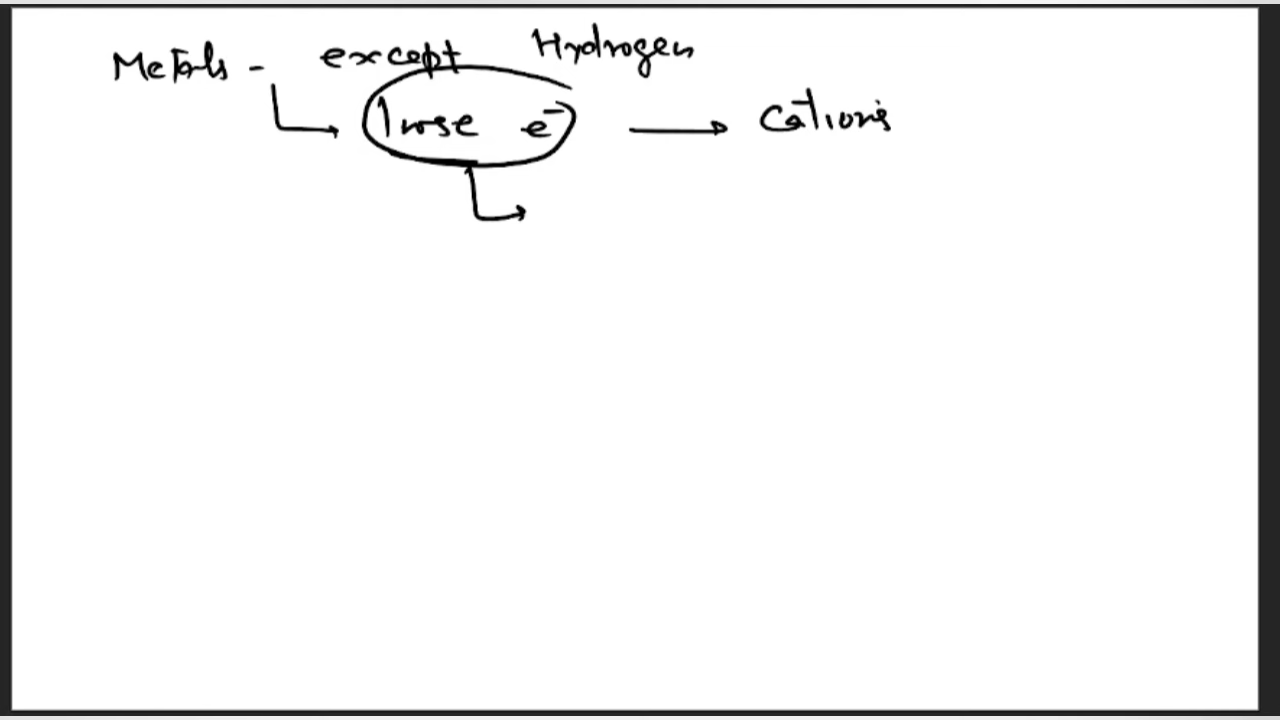 Metals - except Hydrogen
lose e⁻ → Cations